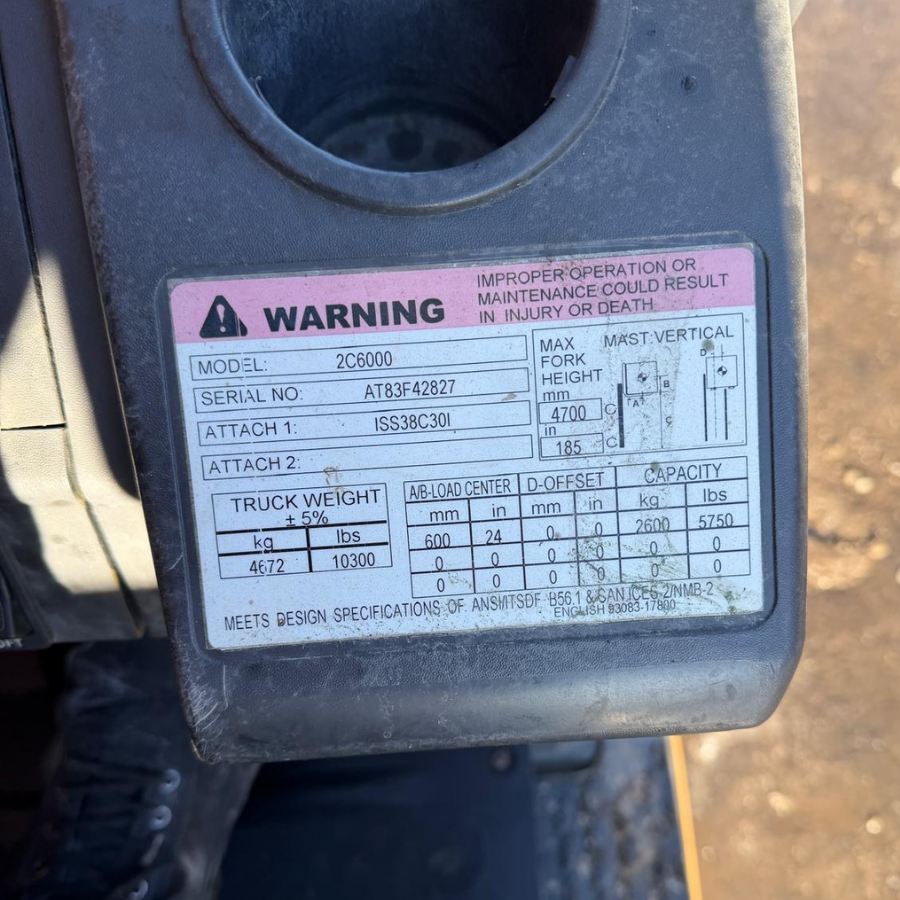 WARNING
IMPROPER OPERATION OR
MAINTENANCE COULD RESULT
IN INJURY OR DEATH
MODEL: 2C6000
SERIAL NO: AT83F42827
ATTACH 1: ISS38C30I
ATTACH 2:
MAX
FORK
HEIGHT
mm
4700
in
185
MAST:VERTICAL
D
B
A
C
C
C
TRUCK WEIGHT
± 5%
kg lbs
4672 10300
A/B-LOAD CENTER D-OFFSET CAPACITY
mm in mm in kg lbs
600 24 0 0 2600 5750
0 0 0 0 0 0
0 0 0 0 0 0
MEETS DESIGN SPECIFICATIONS OF ANSI/ITSDF B56.1 & CAN ICES-2/NMB-2
ENGLISH 93083-17800